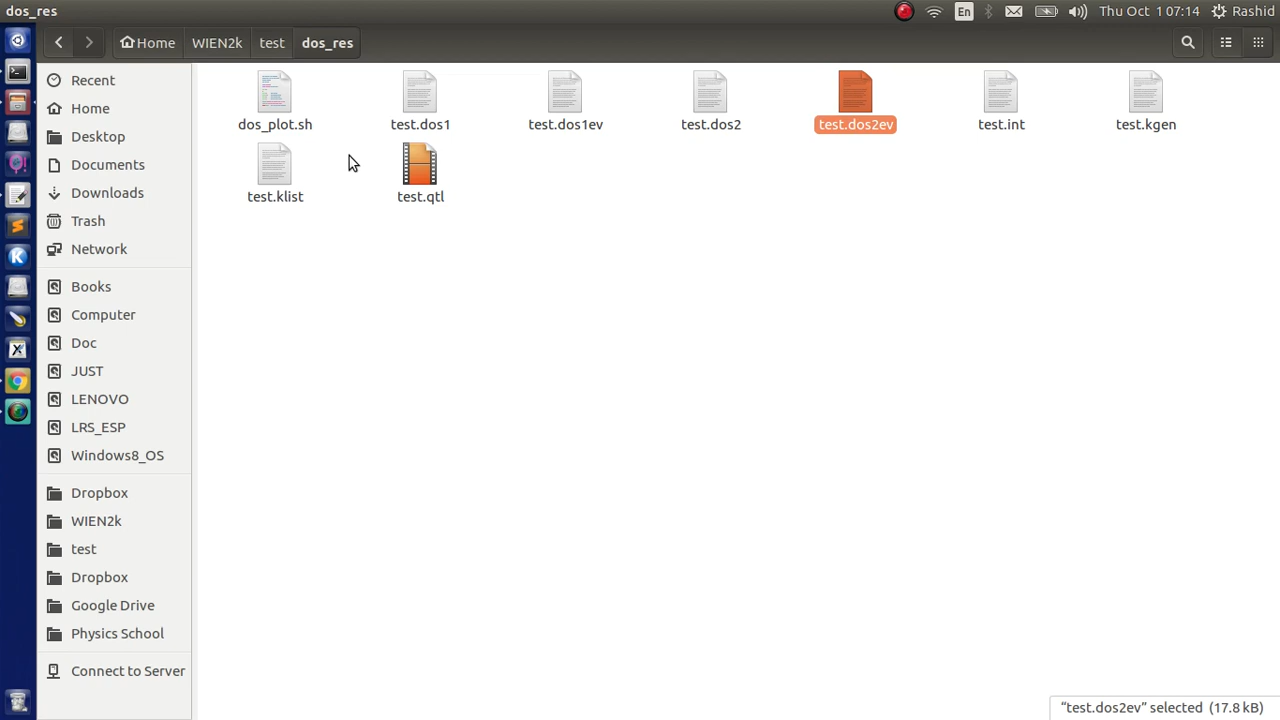 dos_res
En
Thu Oct 1 07:14
Rashid
Home
WIEN2k
test
dos_res
Recent
Home
Desktop
Documents
Downloads
Trash
Network
Books
Computer
Doc
JUST
LENOVO
LRS_ESP
Windows8_OS
Dropbox
WIEN2k
test
Dropbox
Google Drive
Physics School
Connect to Server
dos_plot.sh
test.dos1
test.dos1ev
test.dos2
test.dos2ev
test.int
test.kgen
test.klist
test.qtl
“test.dos2ev” selected (17.8 kB)